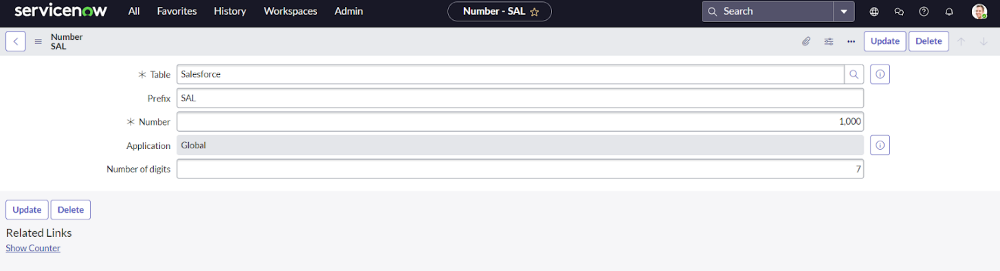 servicenow All Favorites History Workspaces Admin Number - SAL Search
Number
SAL
Update Delete
Table Salesforce
Prefix SAL
Number 1,000
Application Global
Number of digits 7
Update Delete
Related Links
Show Counter